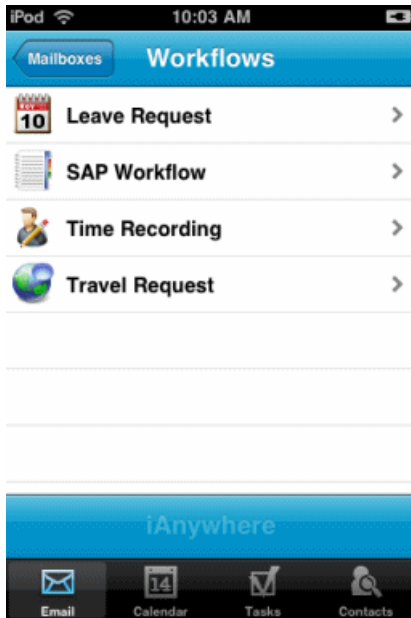 iPod 10:03 AM
Mailboxes Workflows
10 Leave Request
SAP Workflow
Time Recording
Travel Request
iAnywhere
14
Email Calendar Tasks Contacts